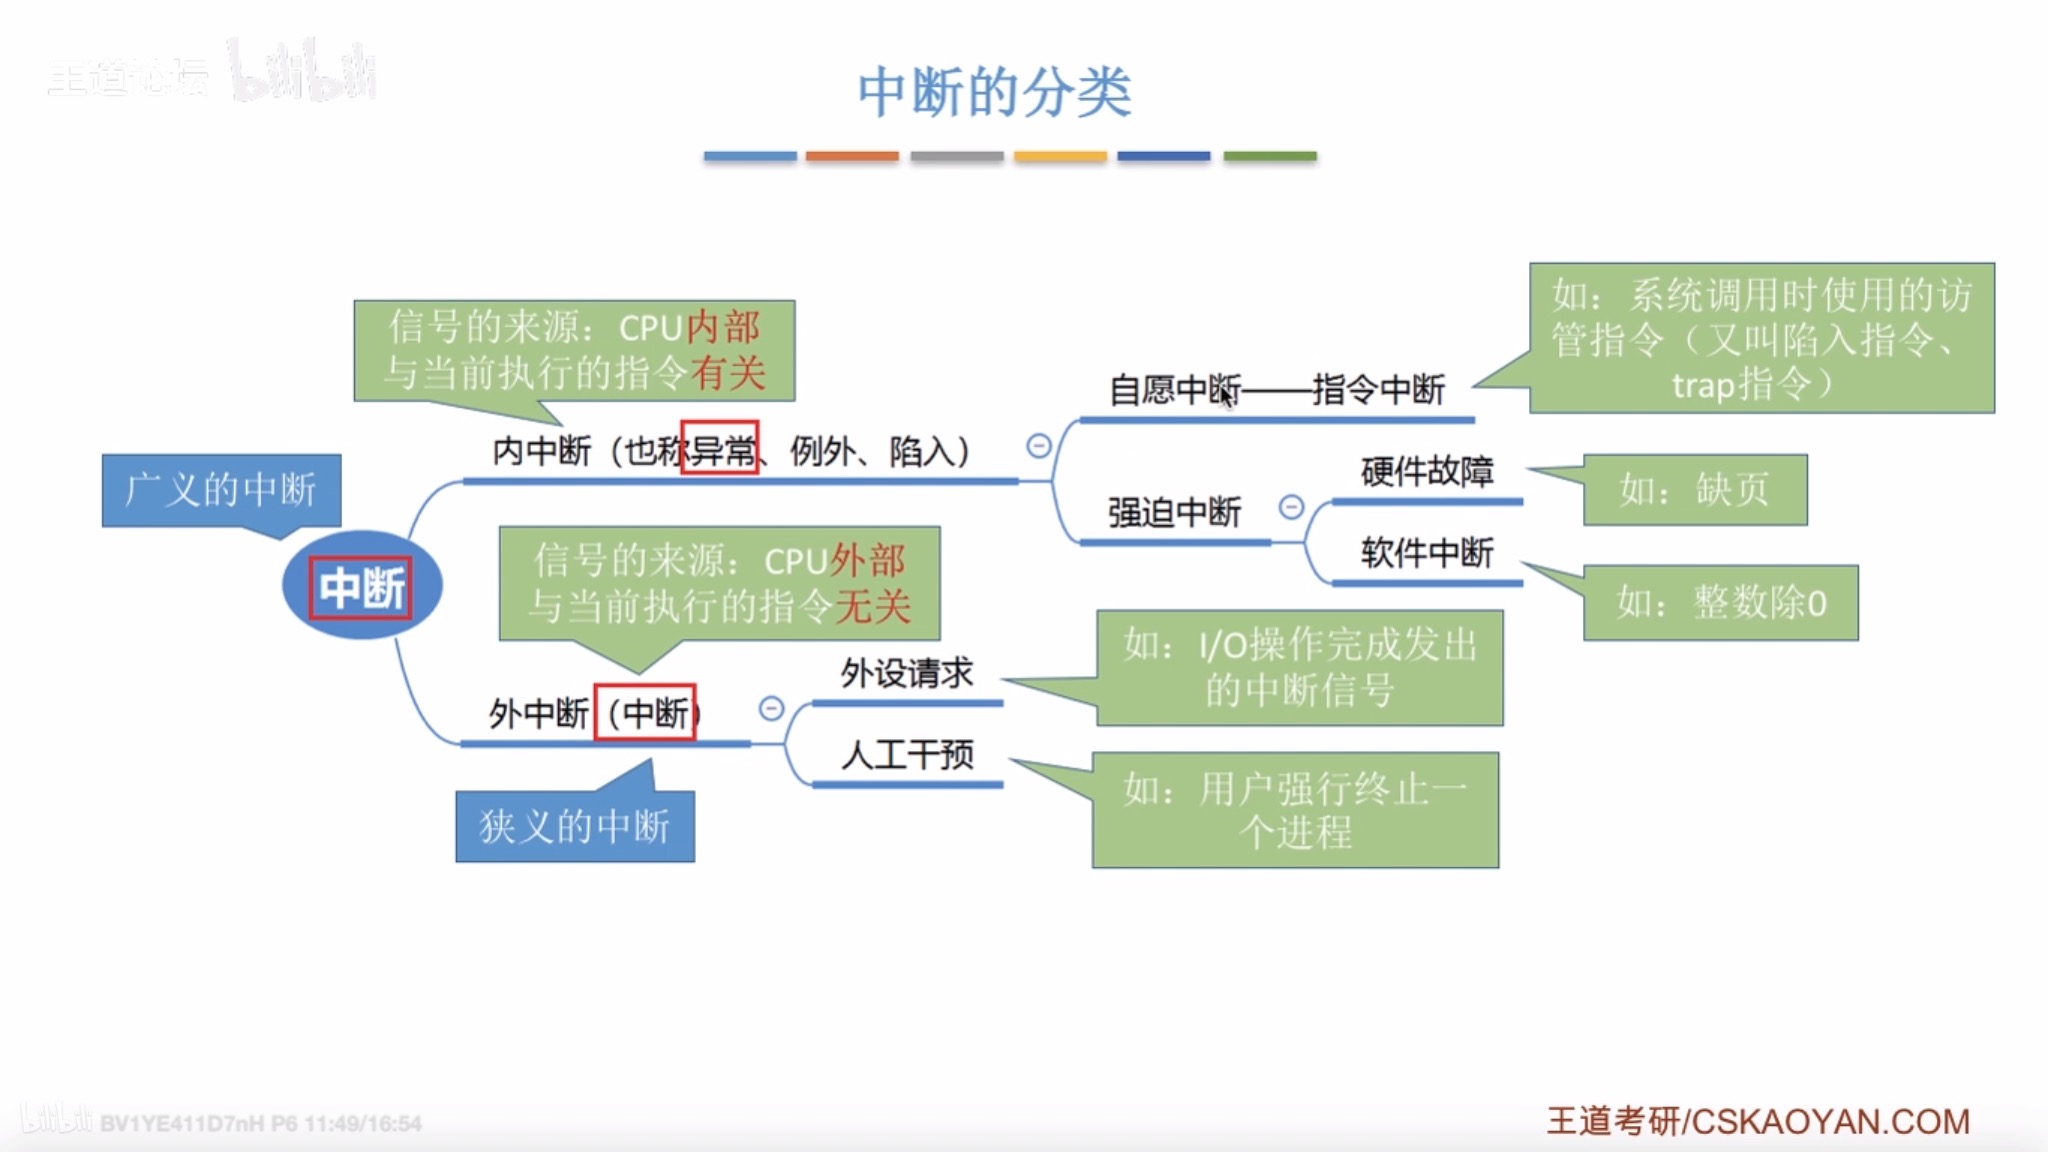 王道论坛 bilibili
中断的分类
信号的来源：CPU内部
与当前执行的指令有关
内中断（也称异常、例外、陷入）
自愿中断——指令中断
如：系统调用时使用的访
管指令（又叫陷入指令、
trap指令）
强迫中断
硬件故障
如：缺页
软件中断
如：整数除0
广义的中断
中断
信号的来源：CPU外部
与当前执行的指令无关
外中断（中断）
狭义的中断
外设请求
如：I/O操作完成发出
的中断信号
人工干预
如：用户强行终止一
个进程
bilibili BV1YE411D7nH P6 11:49/16:54
王道考研/CSKAOYAN.COM